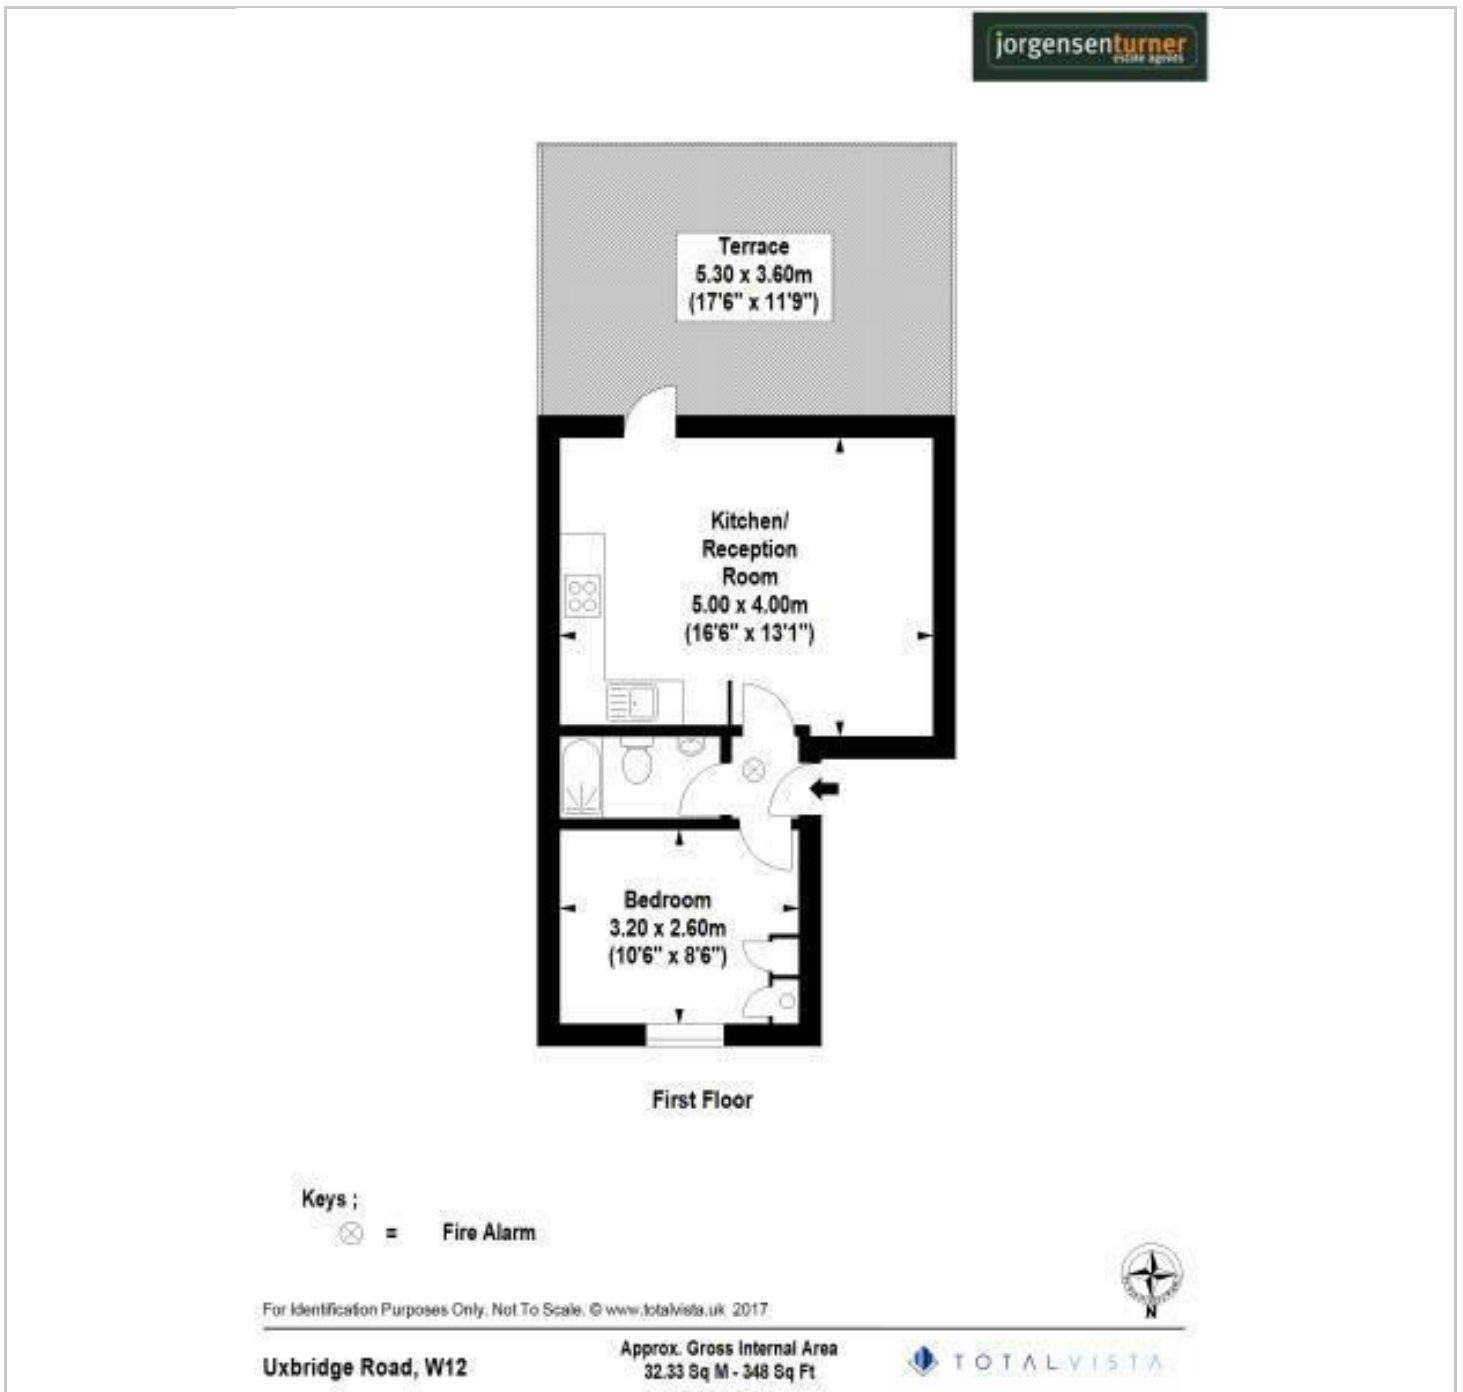 jorgensenturner
estate agents
Terrace
5.30 x 3.60m
(17'6" x 11'9")
Kitchen/
Reception
Room
5.00 x 4.00m
(16'6" x 13'1")
Bedroom
3.20 x 2.60m
(10'6" x 8'6")
First Floor
Keys ;
= Fire Alarm
N
For Identification Purposes Only. Not To Scale. © www.totalvista.uk 2017
Uxbridge Road, W12
Approx. Gross Internal Area
32.33 Sq M - 348 Sq Ft
TOTALVISTA